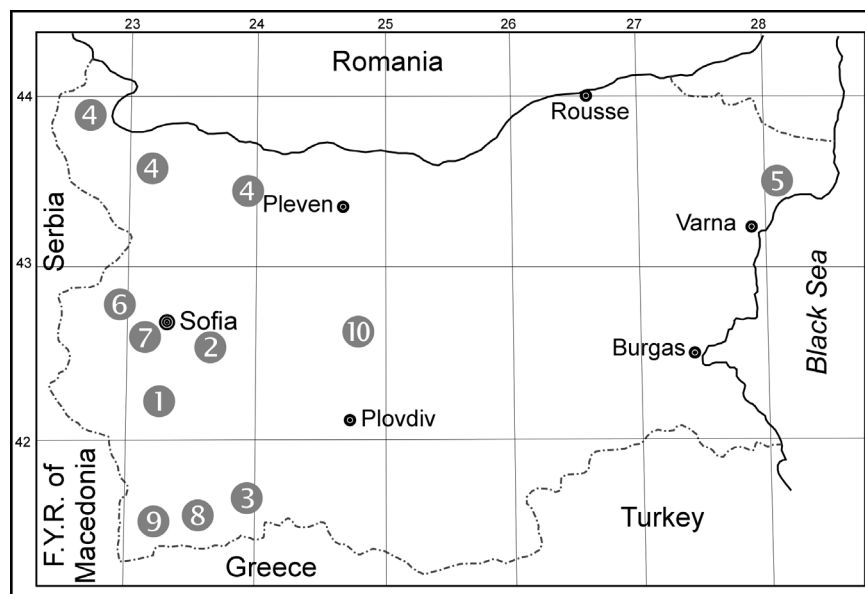 23 24 25 26 27 28
Romania
44
Rousse
4
4
4
5
Pleven
Varna
Serbia
43
6
Sofia
7
2
10
Burgas
Black Sea
1
Plovdiv
42
F.Y.R. of
Macedonia
3
9
8
Turkey
Greece